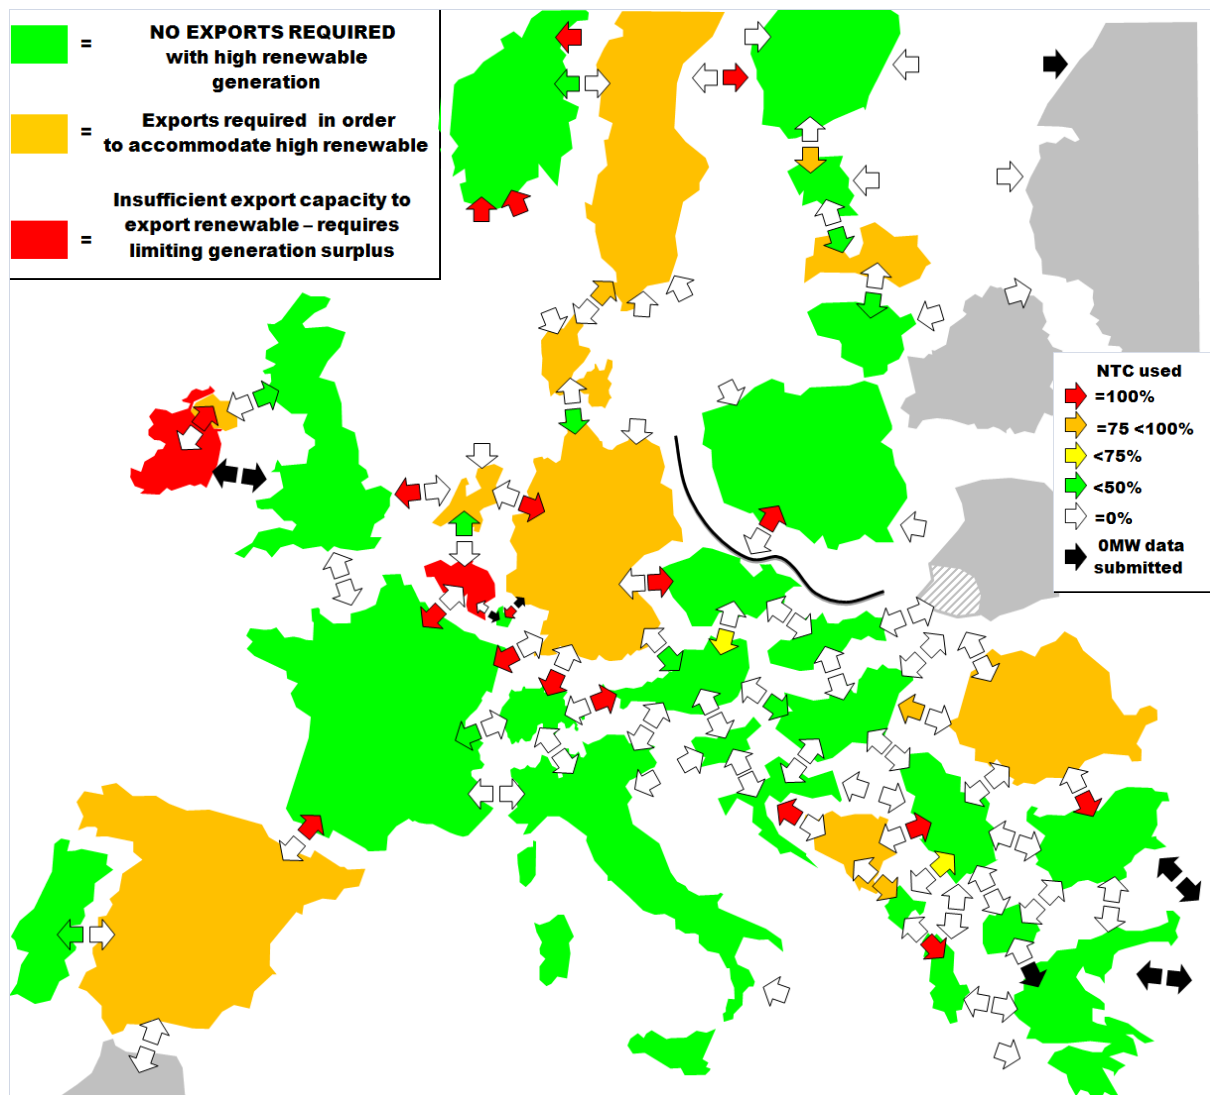 =
NO EXPORTS REQUIRED
with high renewable
generation
=
Exports required in order
to accommodate high renewable
=
Insufficient export capacity to
export renewable – requires
limiting generation surplus
NTC used
=100%
=75 <100%
<75%
<50%
=0%
0MW data
submitted